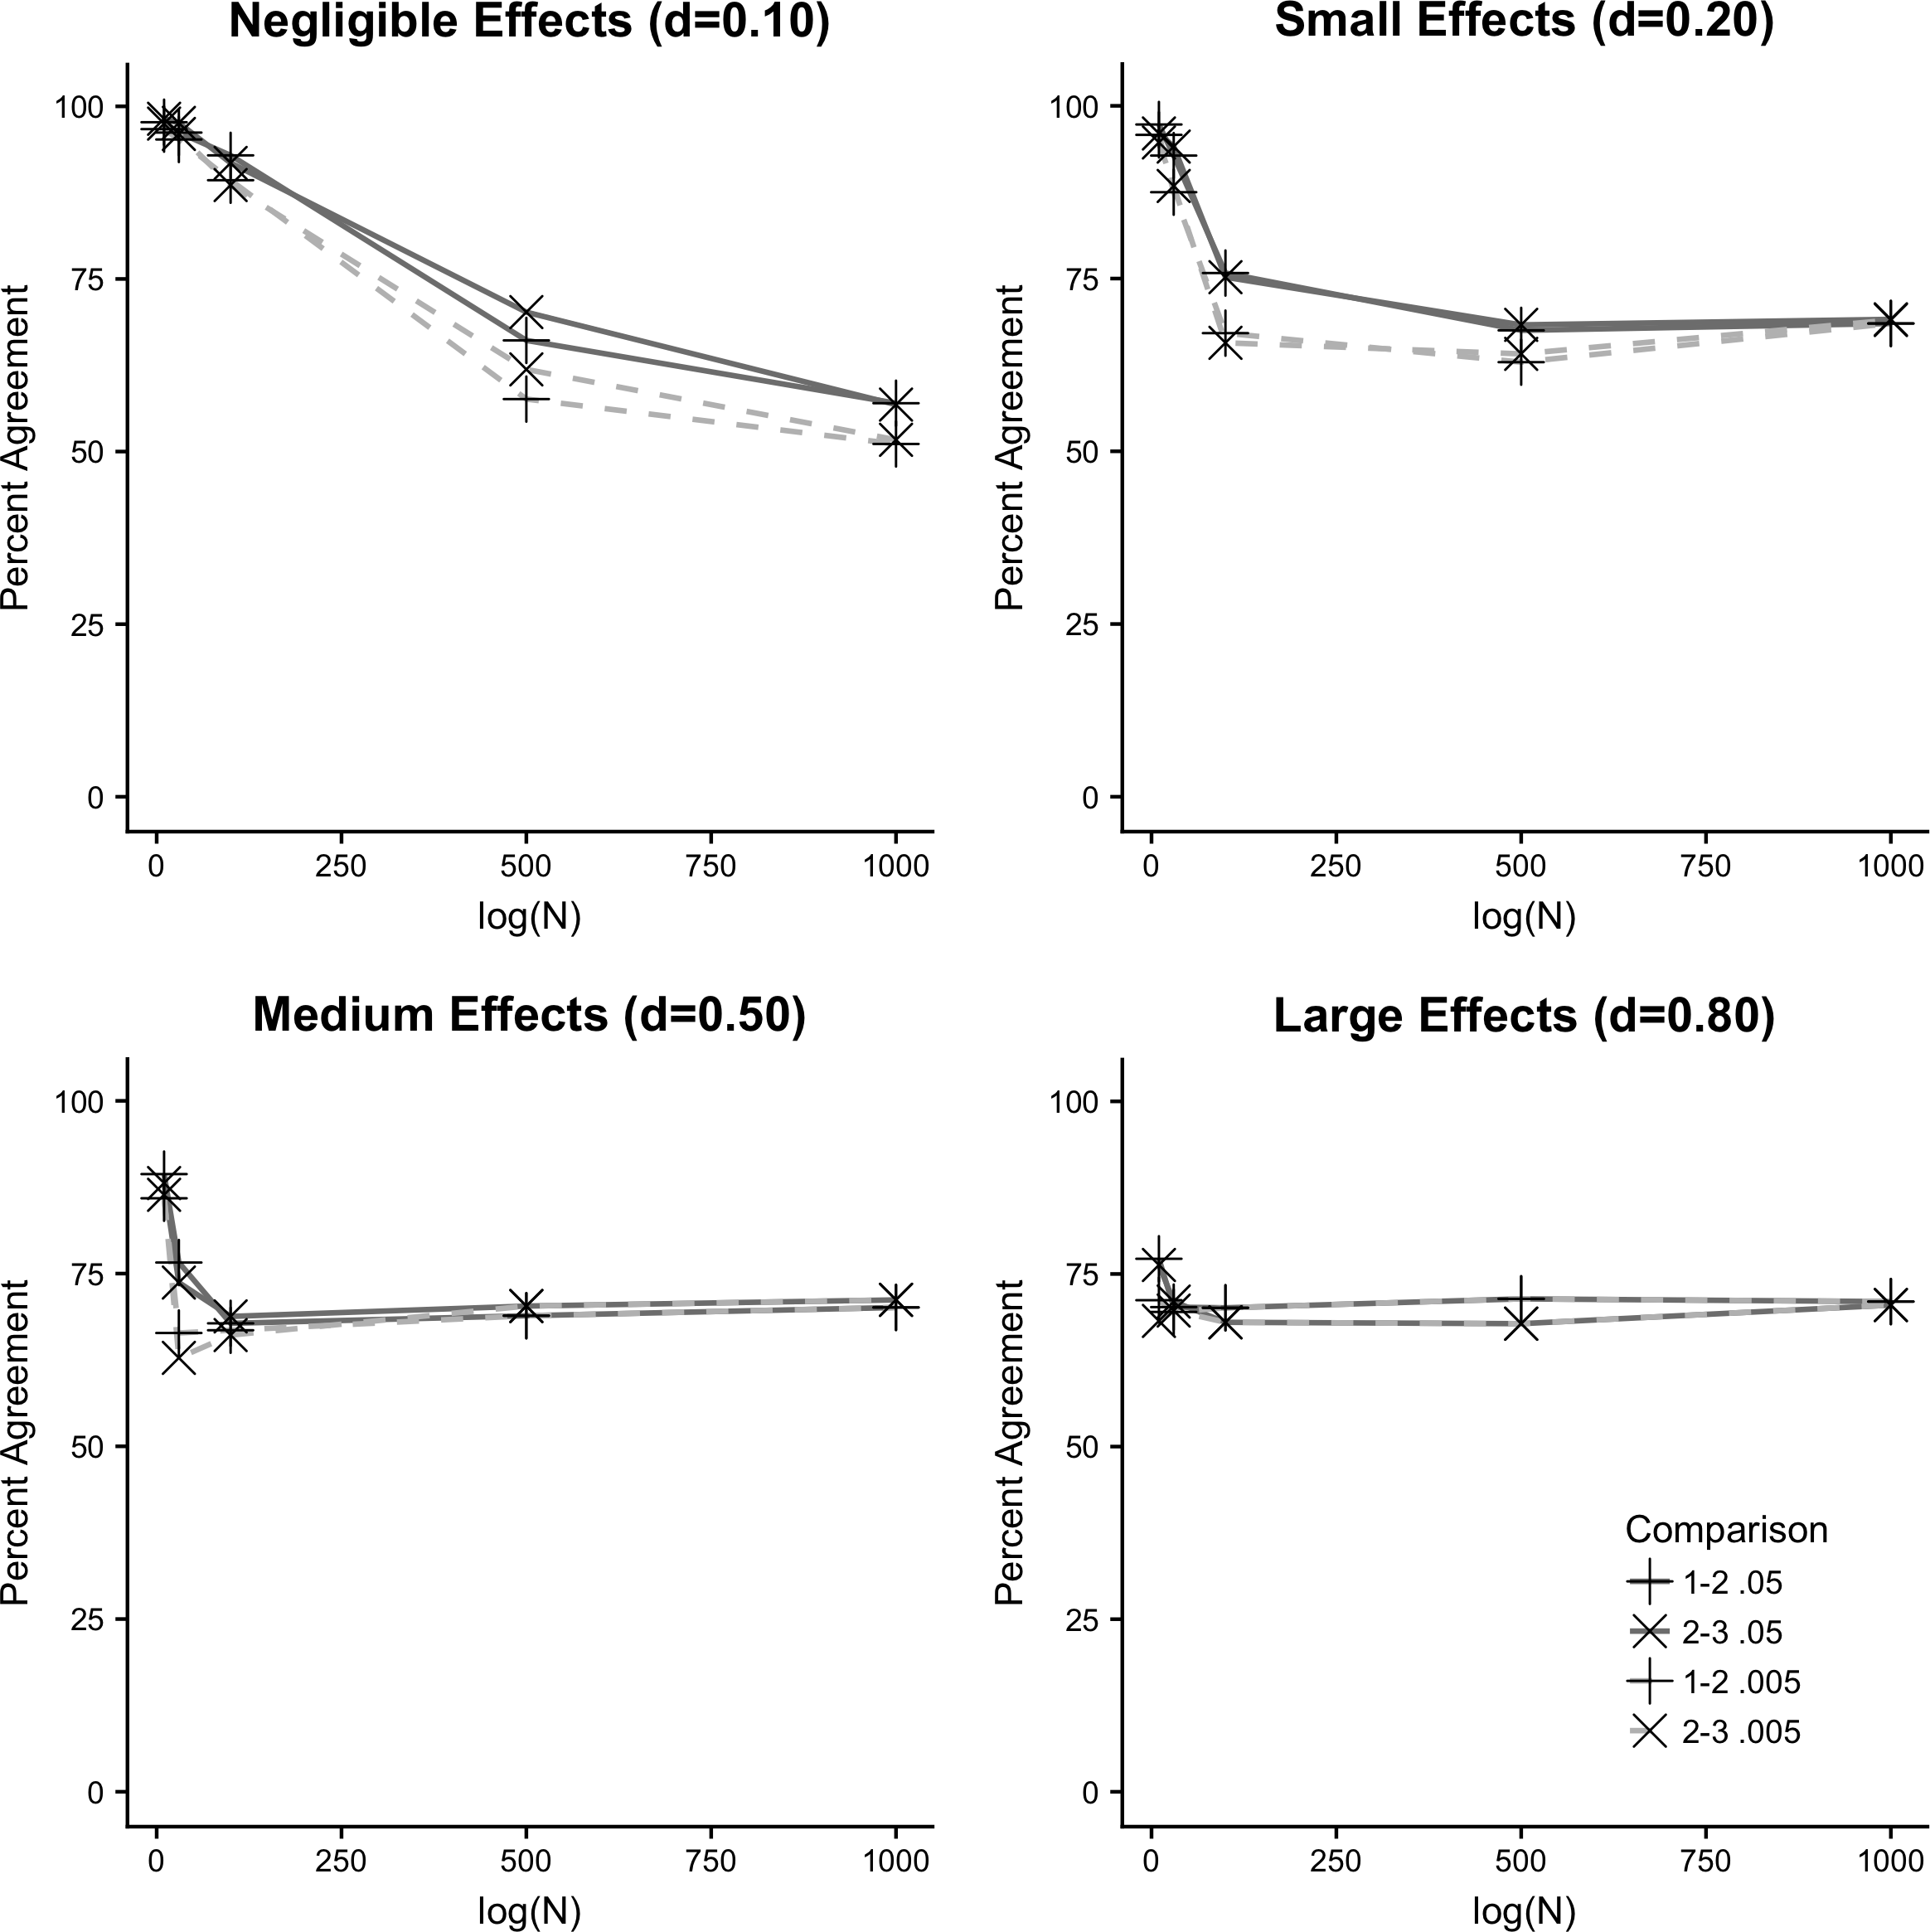 Negligible Effects (d=0.10)
Percent Agreement
100
75
50
25
0
0 250 500 750 1000
log(N)
Small Effects (d=0.20)
Percent Agreement
100
75
50
25
0
0 250 500 750 1000
log(N)
Medium Effects (d=0.50)
Percent Agreement
100
75
50
25
0
0 250 500 750 1000
log(N)
Large Effects (d=0.80)
Percent Agreement
100
75
50
25
0
Comparison
1-2 .05
2-3 .05
1-2 .005
2-3 .005
0 250 500 750 1000
log(N)